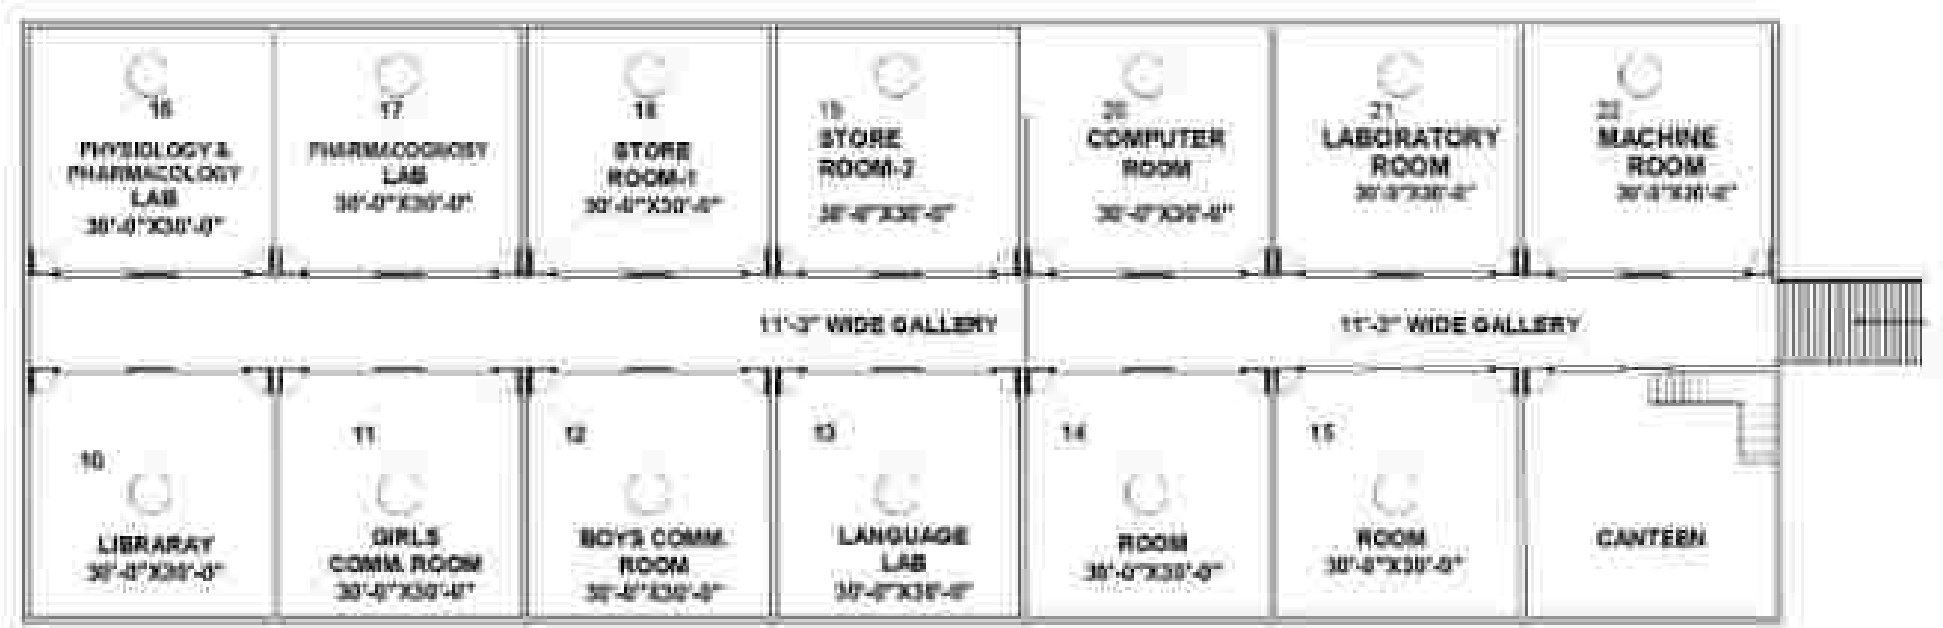 16
PHYSIOLOGY &
PHARMACOLOGY
LAB
30'-0"X30'-0"
17
PHARMACOGNOSY
LAB
30'-0"X30'-0"
18
STORE
ROOM-1
30'-0"X30'-0"
19
STORE
ROOM-2
30'-0"X30'-0"
20
COMPUTER
ROOM
30'-0"X30'-0"
21
LABORATORY
ROOM
30'-0"X30'-0"
22
MACHINE
ROOM
30'-0"X30'-0"
11'-3" WIDE GALLERY
11'-3" WIDE GALLERY
10
LIBRARAY
30'-0"X30'-0"
11
GIRLS
COMM. ROOM
30'-0"X30'-0"
12
BOYS COMM.
ROOM
30'-0"X30'-0"
13
LANGUAGE
LAB
30'-0"X30'-0"
14
ROOM
30'-0"X30'-0"
15
ROOM
30'-0"X30'-0"
CANTEEN